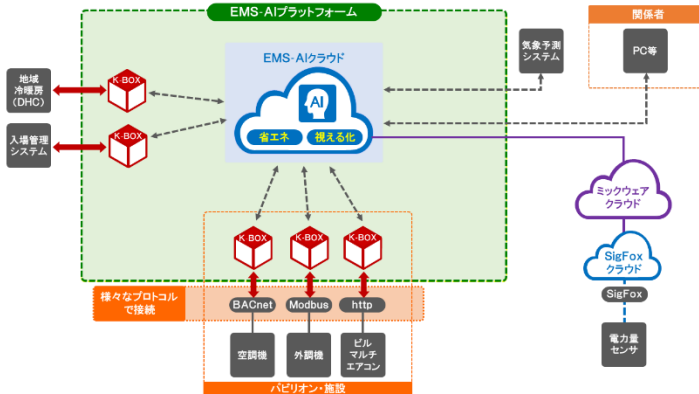 EMS-AIプラットフォーム
関係者
EMS-AIクラウド
AI
省エネ
視える化
気象予測
システム
PC等
地域
冷暖房
(DHC)
K-BOX
入場管理
システム
K-BOX
ミックウェア
クラウド
K-BOX
K-BOX
K-BOX
SigFox
クラウド
SigFox
様々なプロトコル
で接続
BACnet
Modbus
http
空調機
外調機
ビル
マルチ
エアコン
電力量
センサ
パビリオン・施設